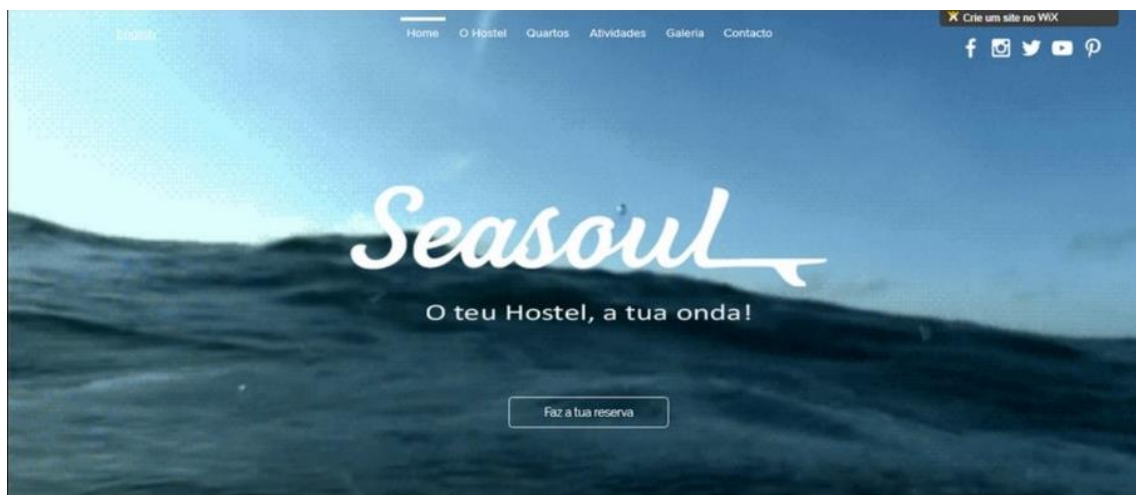 Crie um site no WiX
English
Home O Hostel Quartos Atividades Galeria Contacto
Seasoul
O teu Hostel, a tua onda!
Faz a tua reserva